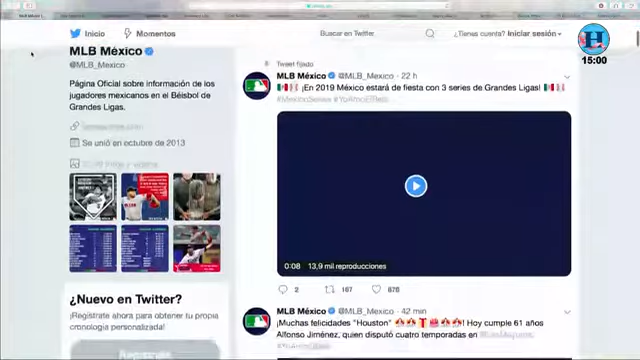 Inicio
Momentos
Buscar en Twitter
¿Tienes cuenta? Iniciar sesión
H
15:00
MLB México
@MLB_Mexico
Página Oficial sobre información de los
jugadores mexicanos en el Béisbol de
Grandes Ligas.
Se unió en octubre de 2013
¿Nuevo en Twitter?
¡Regístrate ahora para obtener tu propia
cronología personalizada!
Regístrate
Tweet fijado
MLB México @MLB_Mexico · 22 h
¡En 2019 México estará de fiesta con 3 series de Grandes Ligas!
#MexicoSeries #YoAmoElBeis
0:08 13,9 mil reproducciones
2 167 676
MLB México @MLB_Mexico · 42 min
¡Muchas felicidades "Houston"! Hoy cumple 61 años
Alfonso Jiménez, quien disputó cuatro temporadas en